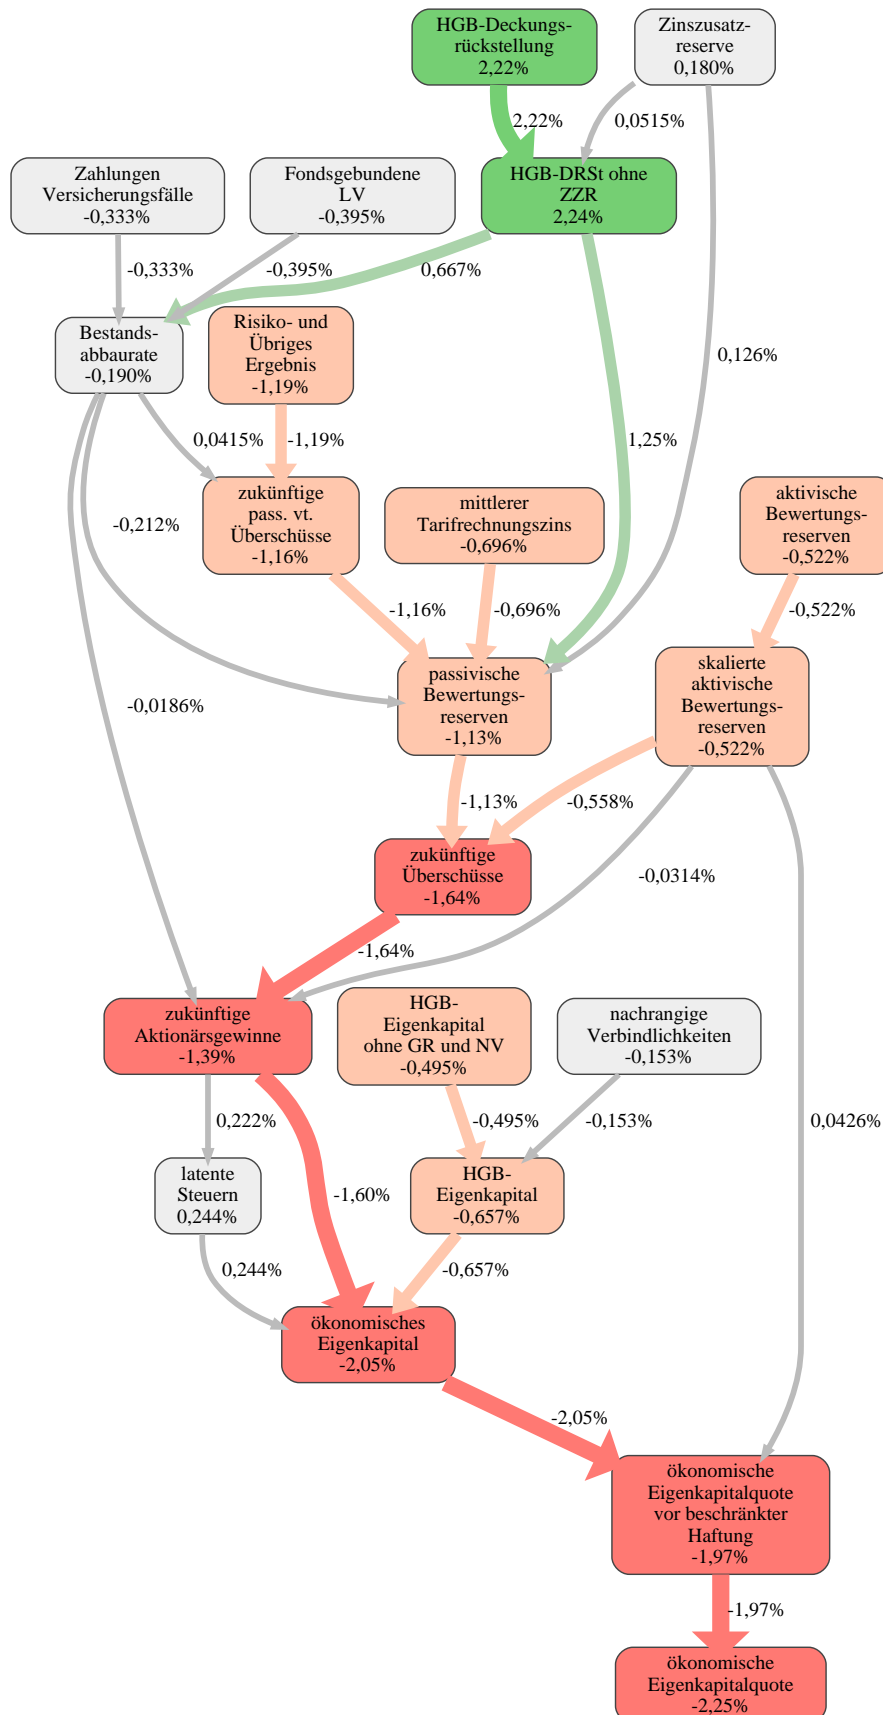 HGB-Deckungs-
rückstellung
2,22%
Zinszusatz-
reserve
0,180%
2,22%
0,0515%
Zahlungen
Versicherungsfälle
-0,333%
Fondsgebundene
LV
-0,395%
HGB-DRSt ohne
ZZR
2,24%
-0,333%
-0,395%
0,667%
Bestands-
abbaurate
-0,190%
Risiko- und
Übriges
Ergebnis
-1,19%
0,126%
0,0415%
-1,19%
1,25%
zukünftige
pass. vt.
Überschüsse
-1,16%
mittlerer
Tarifrechnungszins
-0,696%
aktivische
Bewertungs-
reserven
-0,522%
-0,212%
-1,16%
-0,696%
-0,522%
passivische
Bewertungs-
reserven
-1,13%
skalierte
aktivische
Bewertungs-
reserven
-0,522%
-0,0186%
-1,13%
-0,558%
zukünftige
Überschüsse
-1,64%
-0,0314%
-1,64%
zukünftige
Aktionärsgewinne
-1,39%
HGB-
Eigenkapital
ohne GR und NV
-0,495%
nachrangige
Verbindlichkeiten
-0,153%
0,222%
-0,495%
-0,153%
0,0426%
latente
Steuern
0,244%
-1,60%
HGB-
Eigenkapital
-0,657%
0,244%
-0,657%
ökonomisches
Eigenkapital
-2,05%
-2,05%
ökonomische
Eigenkapitalquote
vor beschränkter
Haftung
-1,97%
-1,97%
ökonomische
Eigenkapitalquote
-2,25%